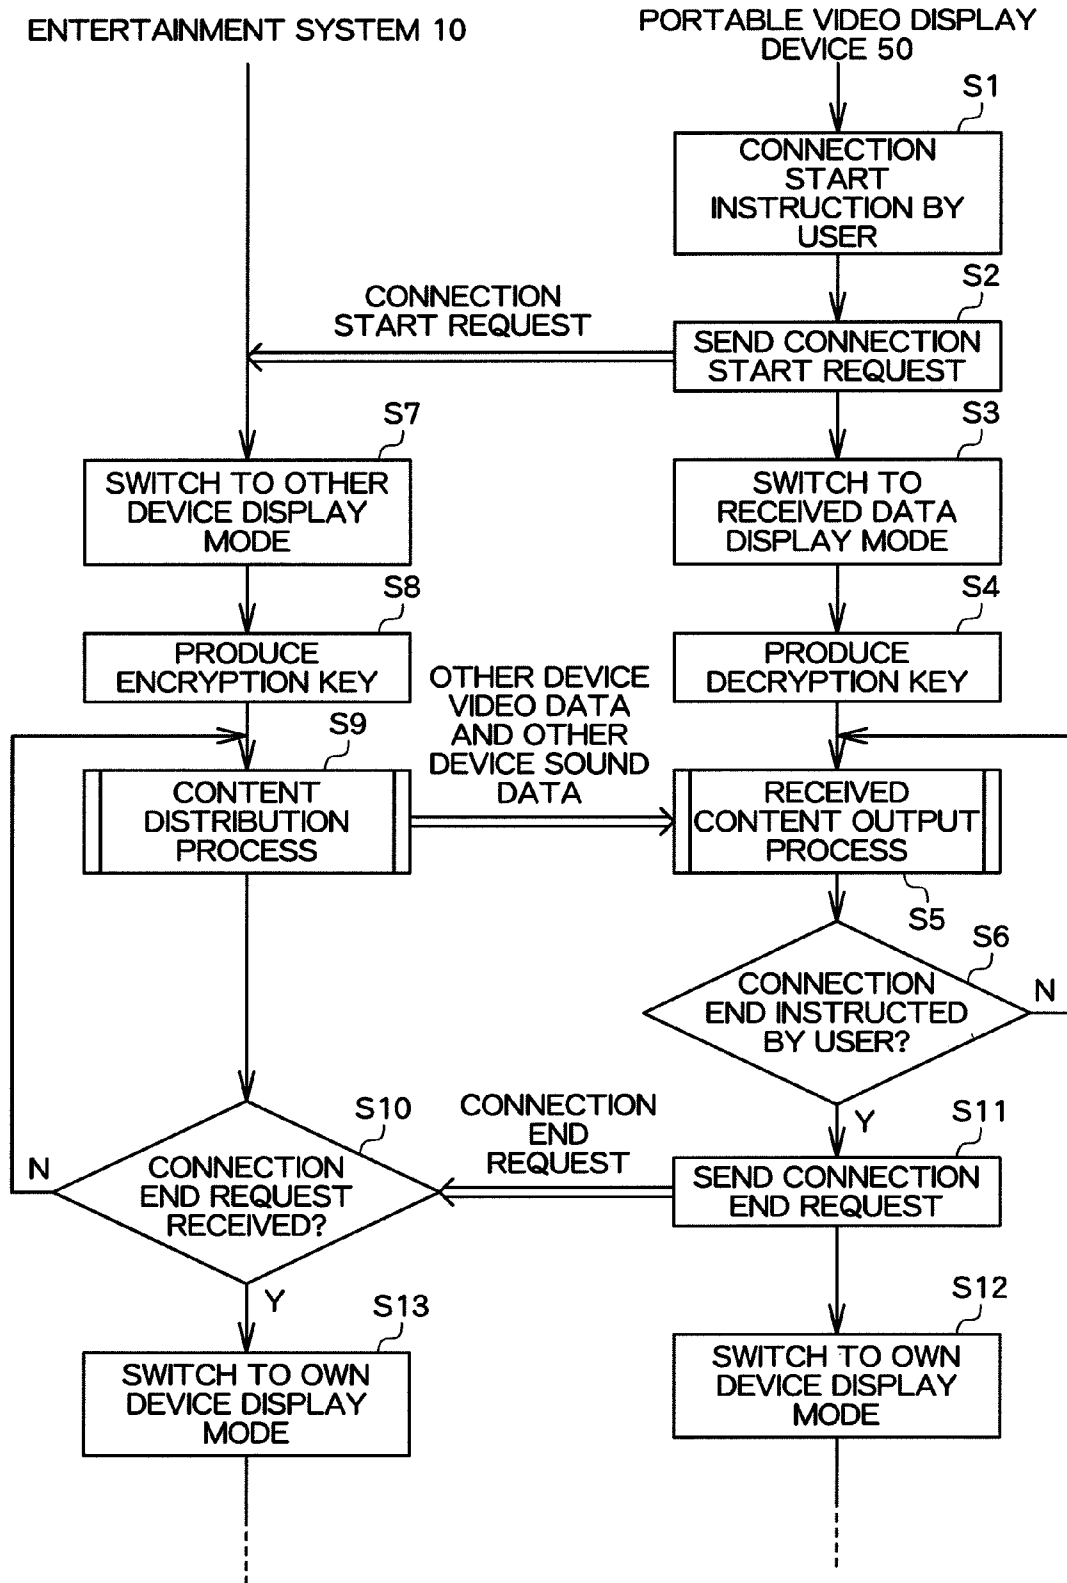 ENTERTAINMENT SYSTEM 10
PORTABLE VIDEO DISPLAY
DEVICE 50
S1
CONNECTION
START
INSTRUCTION BY
USER
S2
CONNECTION
START REQUEST
SEND CONNECTION
START REQUEST
S7
SWITCH TO OTHER
DEVICE DISPLAY
MODE
S3
SWITCH TO
RECEIVED DATA
DISPLAY MODE
S8
PRODUCE
ENCRYPTION KEY
S4
PRODUCE
DECRYPTION KEY
OTHER DEVICE
VIDEO DATA
AND OTHER
DEVICE SOUND
DATA
S9
CONTENT
DISTRIBUTION
PROCESS
RECEIVED
CONTENT OUTPUT
PROCESS
S5
S6
CONNECTION
END INSTRUCTED
BY USER?
N
Y
S10
CONNECTION
END REQUEST
RECEIVED?
N
Y
CONNECTION
END
REQUEST
S11
SEND CONNECTION
END REQUEST
S13
SWITCH TO OWN
DEVICE DISPLAY
MODE
S12
SWITCH TO OWN
DEVICE DISPLAY
MODE